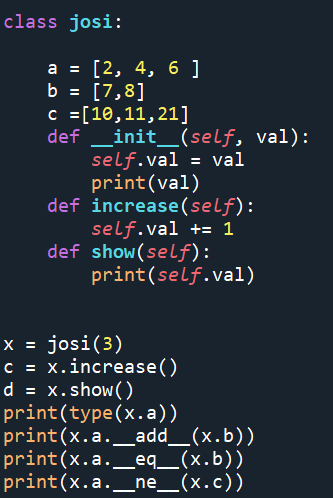 class josi:
    a = [2, 4, 6 ]
    b = [7,8]
    c =[10,11,21]
    def __init__(self, val):
        self.val = val
        print(val)
    def increase(self):
        self.val += 1
    def show(self):
        print(self.val)
x = josi(3)
c = x.increase()
d = x.show()
print(type(x.a))
print(x.a.__add__(x.b))
print(x.a.__eq__(x.b))
print(x.a.__ne__(x.c))